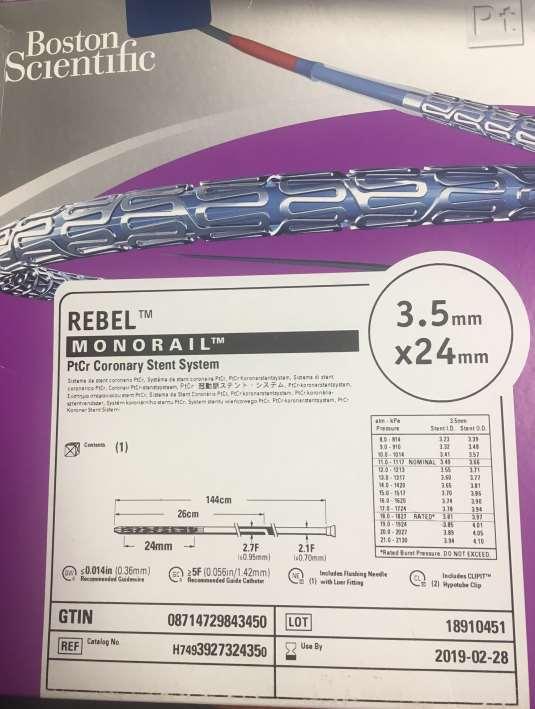 Pt.
Boston
Scientific
REBEL™
MONORAIL™
PtCr Coronary Stent System
3.5mm
x24mm
Contents (1)
atm - kPa 3.5mm
Pressure Stent I.D. Stent O.D.
8.0 - 814 3.23 3.39
9.0 - 910 3.32 3.48
10.0 - 1014 3.41 3.57
11.0 - 1117 NOMINAL 3.49 3.66
12.0 - 1213 3.55 3.71
13.0 - 1317 3.60 3.77
14.0 - 1420 3.65 3.81
15.0 - 1517 3.70 3.86
16.0 - 1620 3.74 3.90
17.0 - 1724 3.78 3.94
18.0 - 1827 RATED* 3.81 3.97
19.0 - 1924 3.85 4.01
20.0 - 2027 3.89 4.05
21.0 - 2130 3.94 4.10
*Rated Burst Pressure. DO NOT EXCEED.
144cm
26cm
24mm
2.7F
(≤0.95mm)
2.1F
(≤0.70mm)
GW ≤0.014in (0.36mm)
Recommended Guidewire
GC ≥5F (0.056in/1.42mm)
Recommended Guide Catheter
NE (1) Includes Flushing Needle
with Luer Fitting
CL (2) Includes CLIPIT™
Hypotube Clip
GTIN 08714729843450
LOT 18910451
REF Catalog No. H7493927324350
Use By 2019-02-28